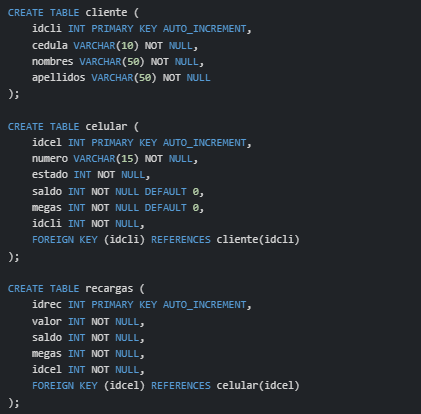 CREATE TABLE cliente (
    idcli INT PRIMARY KEY AUTO_INCREMENT,
    cedula VARCHAR(10) NOT NULL,
    nombres VARCHAR(50) NOT NULL,
    apellidos VARCHAR(50) NOT NULL
);

CREATE TABLE celular (
    idcel INT PRIMARY KEY AUTO_INCREMENT,
    numero VARCHAR(15) NOT NULL,
    estado INT NOT NULL,
    saldo INT NOT NULL DEFAULT 0,
    megas INT NOT NULL DEFAULT 0,
    idcli INT NOT NULL,
    FOREIGN KEY (idcli) REFERENCES cliente(idcli)
);

CREATE TABLE recargas (
    idrec INT PRIMARY KEY AUTO_INCREMENT,
    valor INT NOT NULL,
    saldo INT NOT NULL,
    megas INT NOT NULL,
    idcel INT NOT NULL,
    FOREIGN KEY (idcel) REFERENCES celular(idcel)
);